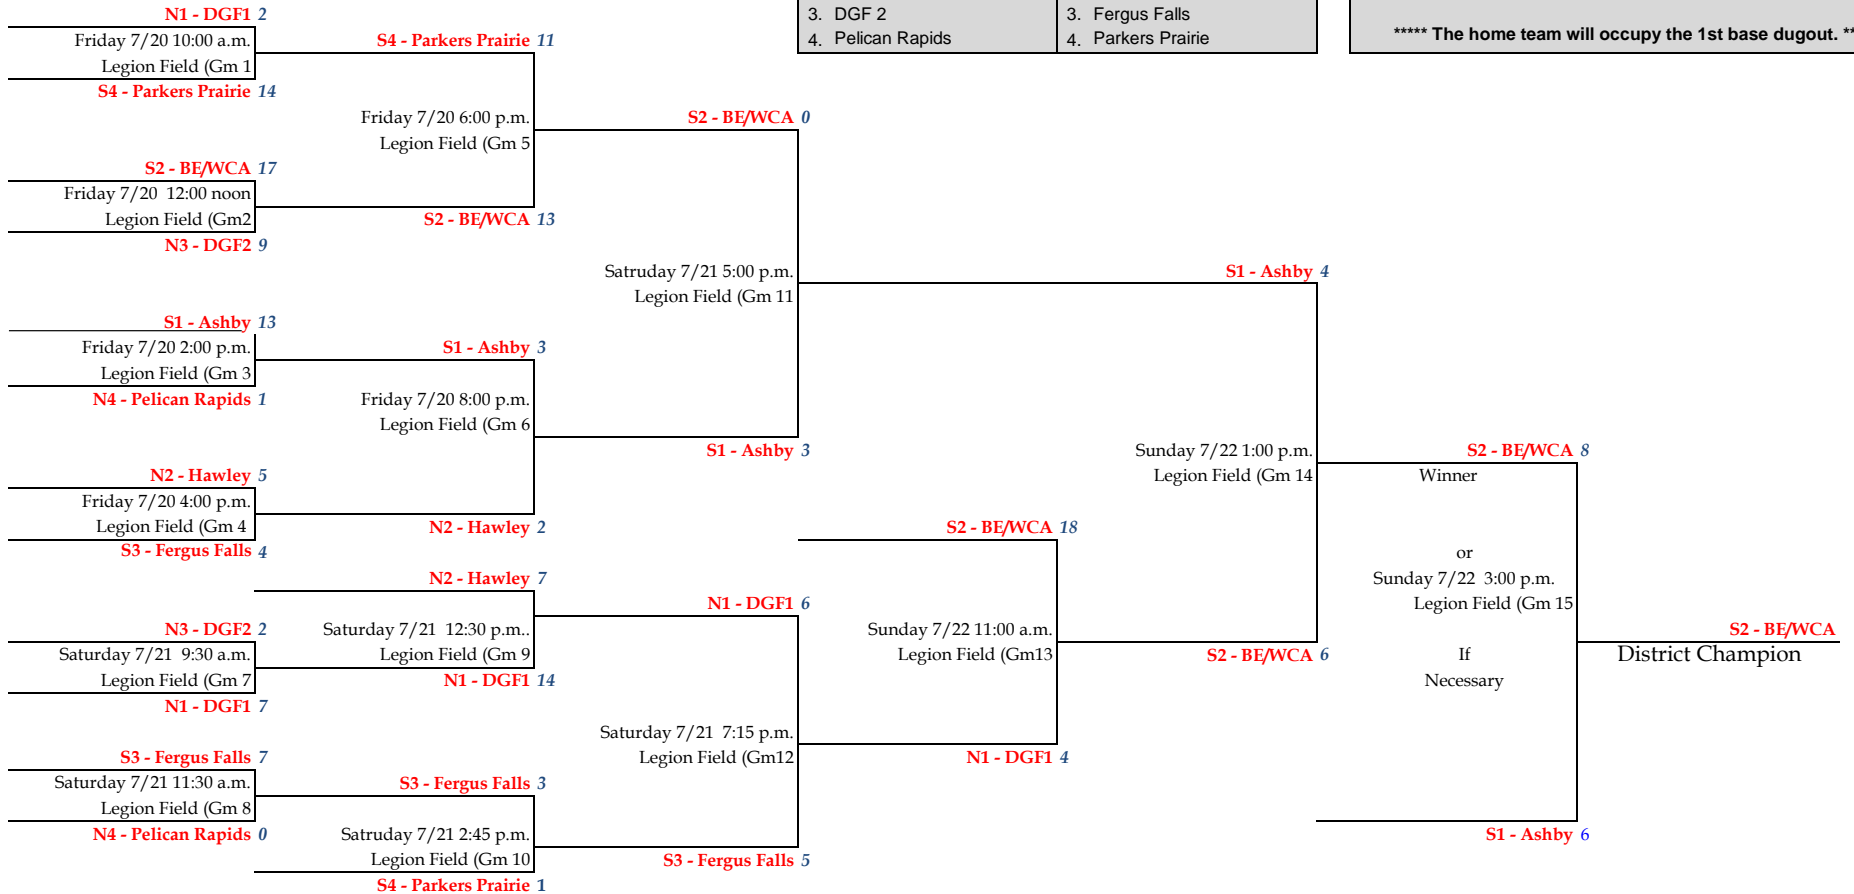 N1 - DGF1 2
Friday 7/20 10:00 a.m.
Legion Field (Gm 1
S4 - Parkers Prairie 14
S2 - BE/WCA 17
Friday 7/20 12:00 noon
Legion Field (Gm2
N3 - DGF2 9
S1 - Ashby 13
Friday 7/20 2:00 p.m.
Legion Field (Gm 3
N4 - Pelican Rapids 1
N2 - Hawley 5
Friday 7/20 4:00 p.m.
Legion Field (Gm 4
S3 - Fergus Falls 4
N3 - DGF2 2
Saturday 7/21 9:30 a.m.
Legion Field (Gm 7
N1 - DGF1 7
S3 - Fergus Falls 7
Saturday 7/21 11:30 a.m.
Legion Field (Gm 8
N4 - Pelican Rapids 0
S4 - Parkers Prairie 11
Friday 7/20 6:00 p.m.
Legion Field (Gm 5
S2 - BE/WCA 13
S1 - Ashby 3
Friday 7/20 8:00 p.m.
Legion Field (Gm 6
N2 - Hawley 2
N2 - Hawley 7
Saturday 7/21 12:30 p.m..
Legion Field (Gm 9
N1 - DGF1 14
S3 - Fergus Falls 3
Satruday 7/21 2:45 p.m.
Legion Field (Gm 10
S4 - Parkers Prairie 1
S2 - BE/WCA 0
Satruday 7/21 5:00 p.m.
Legion Field (Gm 11
S1 - Ashby 3
N1 - DGF1 6
Saturday 7/21 7:15 p.m.
Legion Field (Gm12
S3 - Fergus Falls 5
3. DGF 2
4. Pelican Rapids
3. Fergus Falls
4. Parkers Prairie
***** The home team will occupy the 1st base dugout. **
S2 - BE/WCA 18
Sunday 7/22 11:00 a.m.
Legion Field (Gm13
N1 - DGF1 4
S1 - Ashby 4
Sunday 7/22 1:00 p.m.
Legion Field (Gm 14
S2 - BE/WCA 6
S2 - BE/WCA 8
Winner
or
Sunday 7/22 3:00 p.m.
Legion Field (Gm 15
If
Necessary
S1 - Ashby 6
S2 - BE/WCA
District Champion